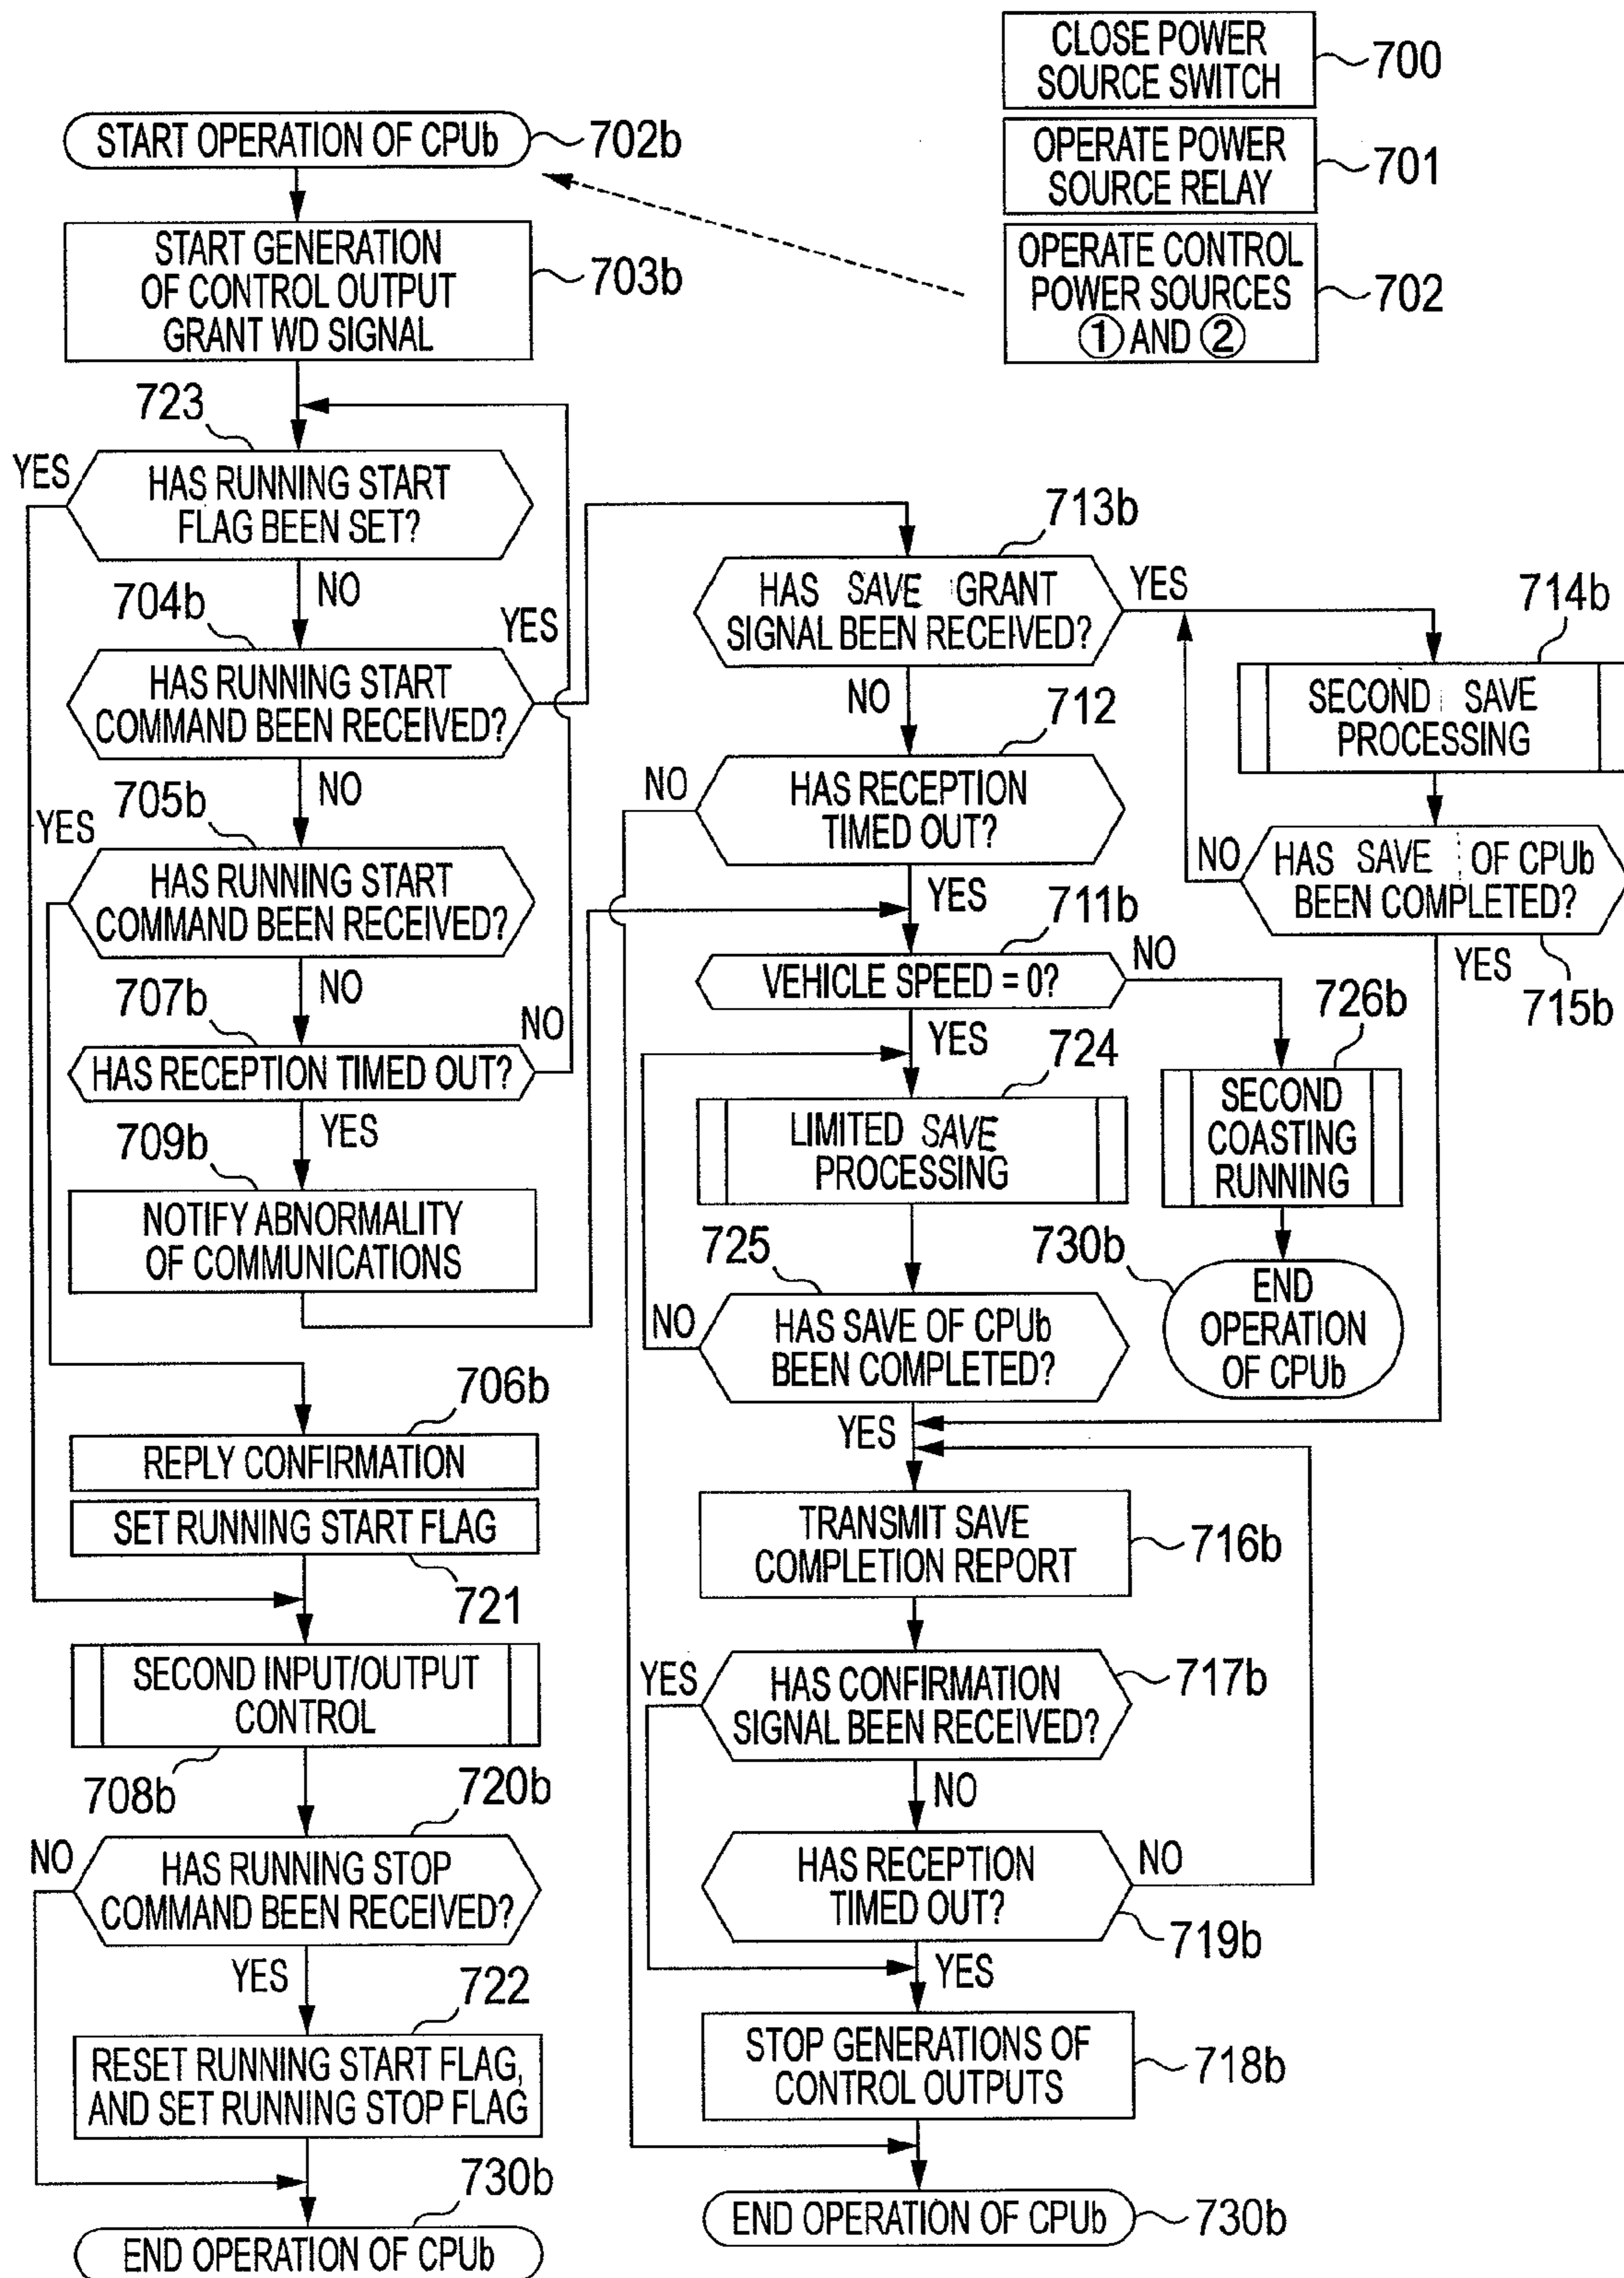 CLOSE POWER
SOURCE SWITCH
700
OPERATE POWER
SOURCE RELAY
701
OPERATE CONTROL
POWER SOURCES
① AND ②
702
START OPERATION OF CPUb
702b
START GENERATION
OF CONTROL OUTPUT
GRANT WD SIGNAL
703b
723
YES
HAS RUNNING START
FLAG BEEN SET?
NO
704b
YES
HAS RUNNING START
COMMAND BEEN RECEIVED?
NO
705b
YES
HAS RUNNING START
COMMAND BEEN RECEIVED?
NO
707b
NO
HAS RECEPTION TIMED OUT?
YES
709b
NOTIFY ABNORMALITY
OF COMMUNICATIONS
706b
REPLY CONFIRMATION
SET RUNNING START FLAG
721
SECOND INPUT/OUTPUT
CONTROL
708b
720b
NO
HAS RUNNING STOP
COMMAND BEEN RECEIVED?
YES
722
RESET RUNNING START FLAG,
AND SET RUNNING STOP FLAG
730b
END OPERATION OF CPUb
713b
HAS SAVE GRANT
SIGNAL BEEN RECEIVED?
YES
NO
712
NO
HAS RECEPTION
TIMED OUT?
YES
711b
VEHICLE SPEED = 0?
NO
YES
724
LIMITED SAVE
PROCESSING
725
NO
HAS SAVE OF CPUb
BEEN COMPLETED?
YES
TRANSMIT SAVE
COMPLETION REPORT
716b
YES
HAS CONFIRMATION
SIGNAL BEEN RECEIVED?
717b
NO
HAS RECEPTION
TIMED OUT?
NO
719b
YES
STOP GENERATIONS OF
CONTROL OUTPUTS
718b
END OPERATION OF CPUb
730b
714b
SECOND SAVE
PROCESSING
NO
HAS SAVE OF CPUb
BEEN COMPLETED?
YES
715b
726b
SECOND
COASTING
RUNNING
730b
END
OPERATION
OF CPUb